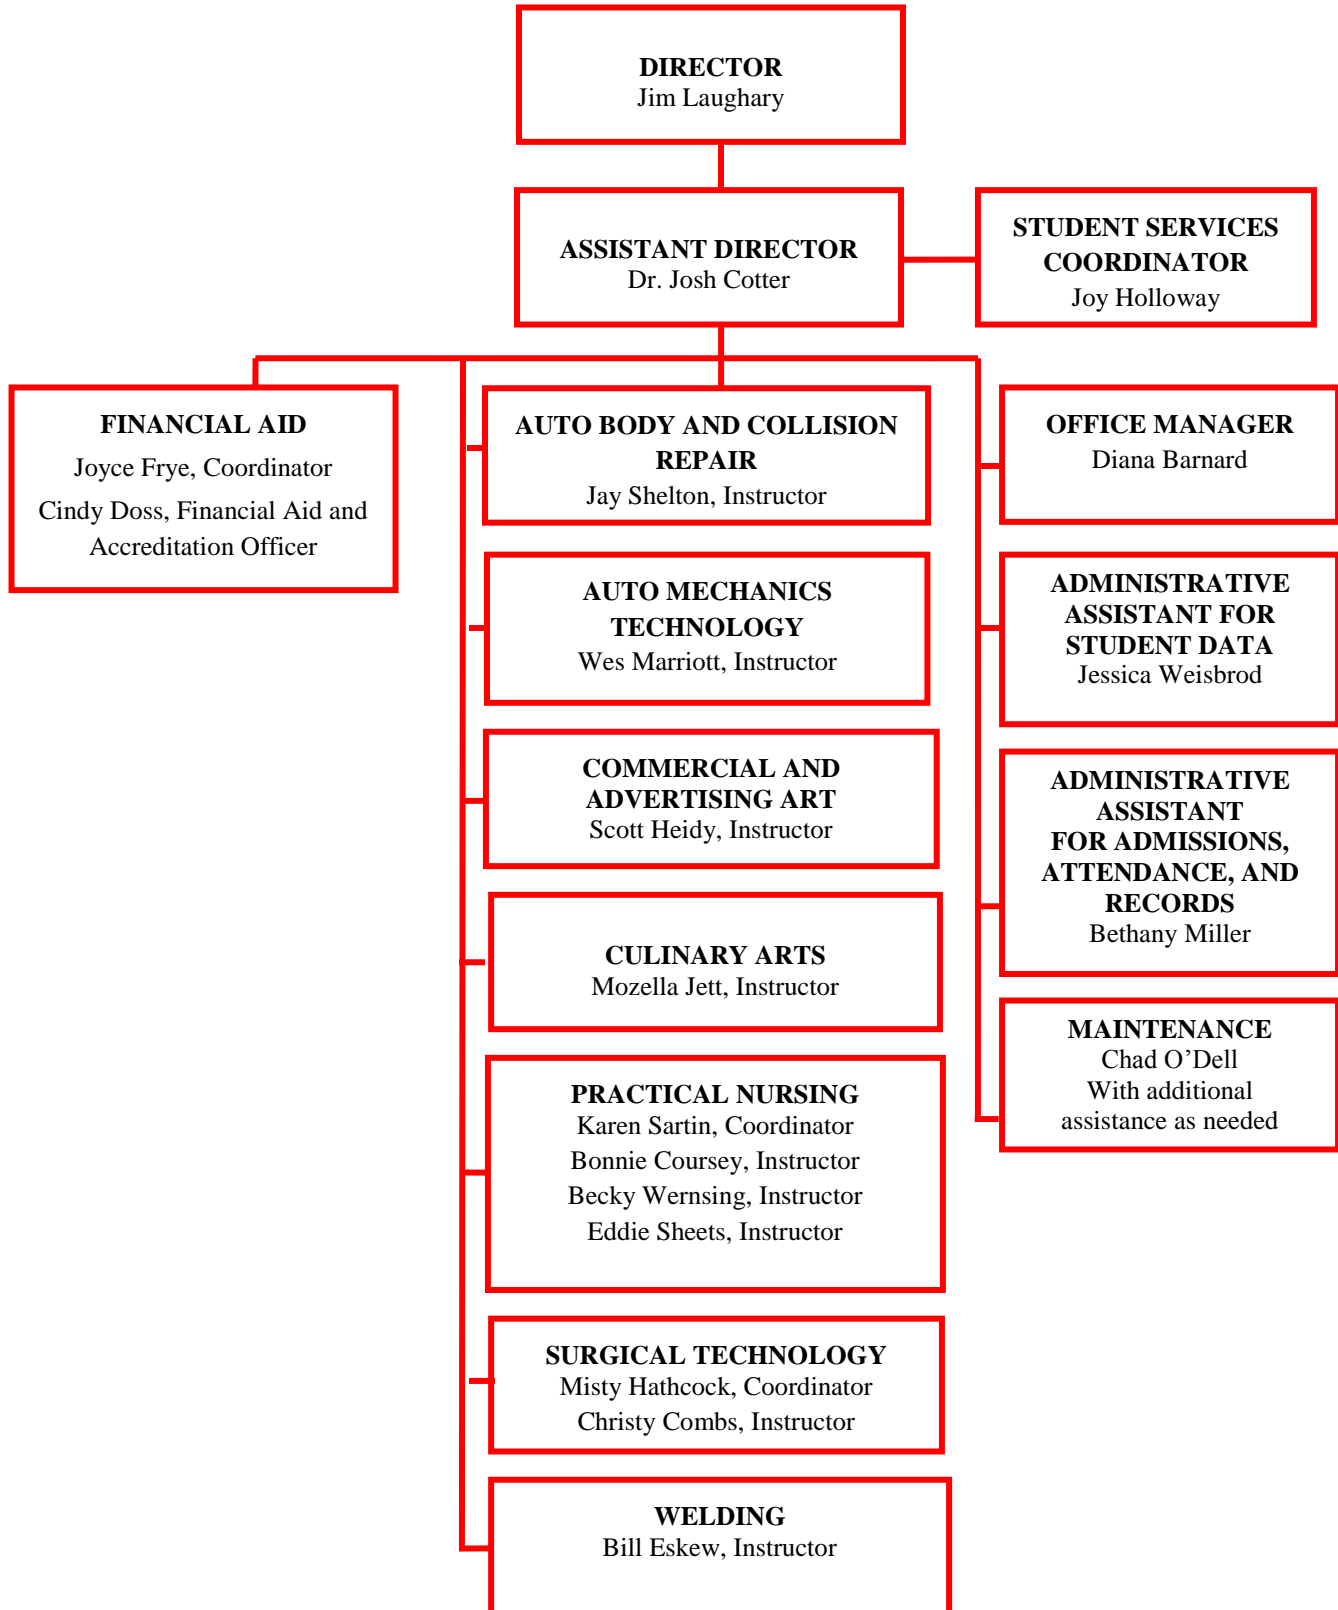 DIRECTOR
Jim Laughary
ASSISTANT DIRECTOR
Dr. Josh Cotter
STUDENT SERVICES
COORDINATOR
Joy Holloway
FINANCIAL AID
Joyce Frye, Coordinator
Cindy Doss, Financial Aid and
Accreditation Officer
AUTO BODY AND COLLISION
REPAIR
Jay Shelton, Instructor
AUTO MECHANICS
TECHNOLOGY
Wes Marriott, Instructor
COMMERCIAL AND
ADVERTISING ART
Scott Heidy, Instructor
CULINARY ARTS
Mozella Jett, Instructor
PRACTICAL NURSING
Karen Sartin, Coordinator
Bonnie Coursey, Instructor
Becky Wernsing, Instructor
Eddie Sheets, Instructor
SURGICAL TECHNOLOGY
Misty Hathcock, Coordinator
Christy Combs, Instructor
WELDING
Bill Eskew, Instructor
OFFICE MANAGER
Diana Barnard
ADMINISTRATIVE
ASSISTANT FOR
STUDENT DATA
Jessica Weisbrod
ADMINISTRATIVE
ASSISTANT
FOR ADMISSIONS,
ATTENDANCE, AND
RECORDS
Bethany Miller
MAINTENANCE
Chad O’Dell
With additional
assistance as needed